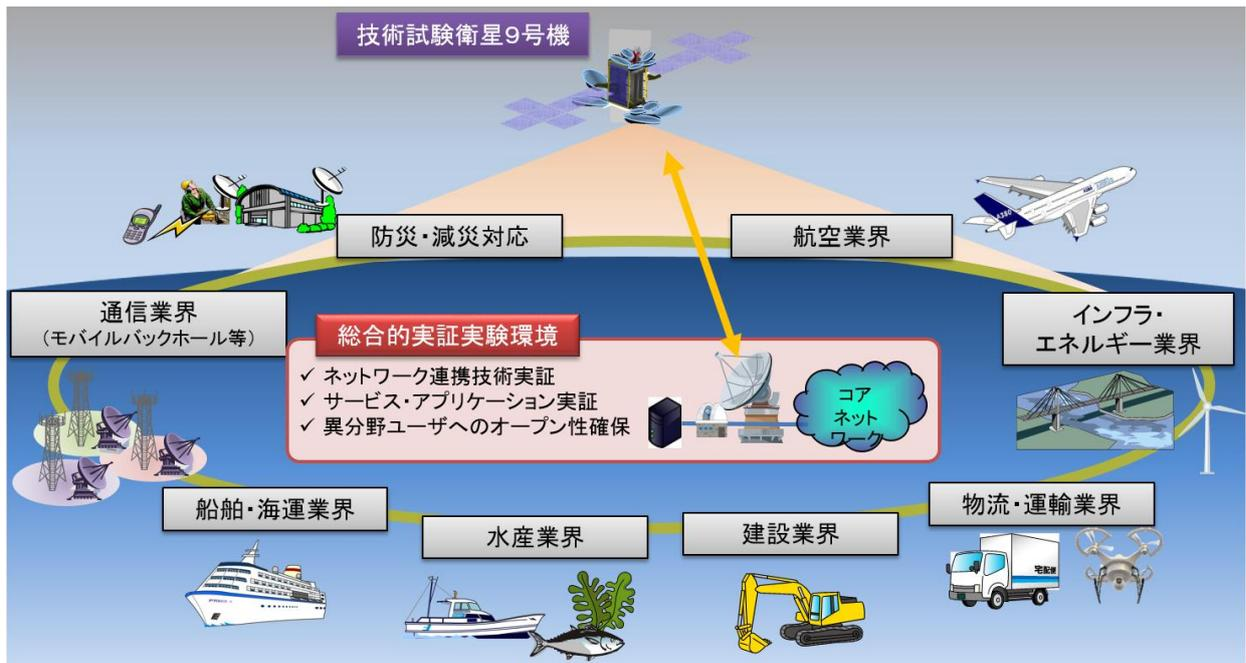 技術試験衛星9号機
防災・減災対応
航空業界
A380
通信業界
（モバイルバックホール等）
インフラ・
エネルギー業界
総合的実証実験環境
✓ ネットワーク連携技術実証
✓ サービス・アプリケーション実証
✓ 異分野ユーザへのオープン性確保
コア
ネット
ワーク
船舶・海運業界
水産業界
建設業界
物流・運輸業界
宅配便